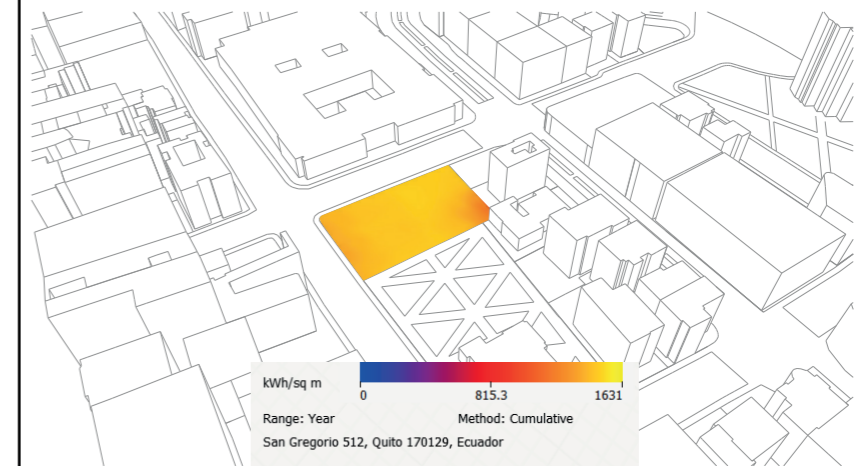 kWh/sq m
0 815.3 1631
Range: Year Method: Cumulative
San Gregorio 512, Quito 170129, Ecuador